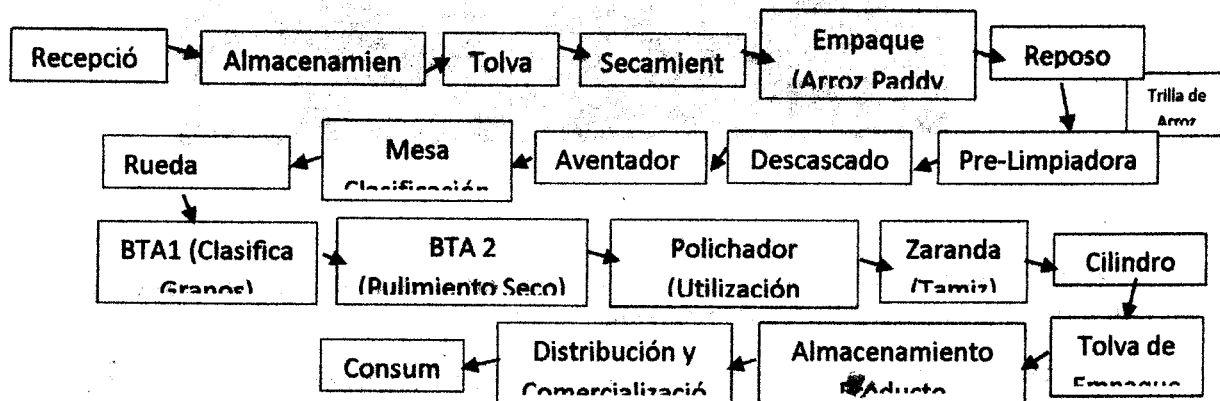 Recepció
Almacenamien
Tolva
Secamient
Empaque
(Arroz Paddy
Reposo
Trilla de
Arroz
Pre-Limpiadora
Descascado
Aventador
Mesa
Clasificación
Rueda
BTA1 (Clasifica
Granos)
BTA 2
(Pulimiento Seco)
Polichador
(Utilización
Zaranda
(Tamiz)
Cilindro
Tolva de
Empaque
Almacenamiento
Producto
Distribución y
Comercializació
Consum